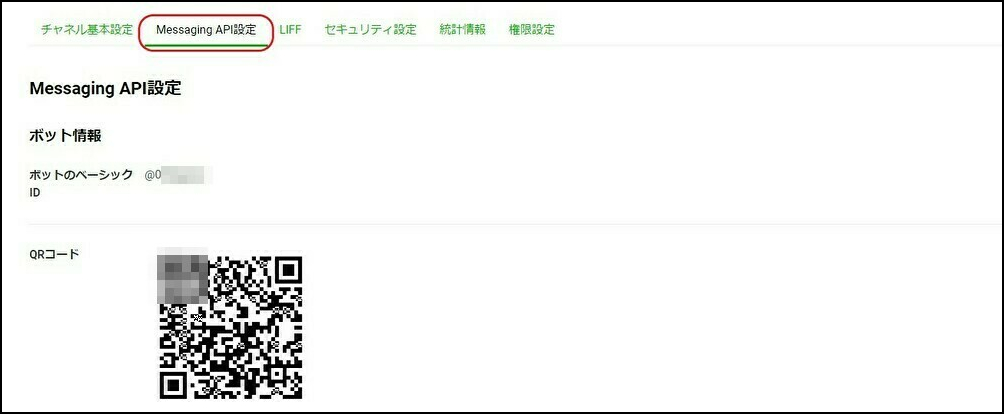 チャネル基本設定 Messaging API設定 LIFF セキュリティ設定 統計情報 権限設定
Messaging API設定
ボット情報
ボットのベーシック @0
ID
QRコード